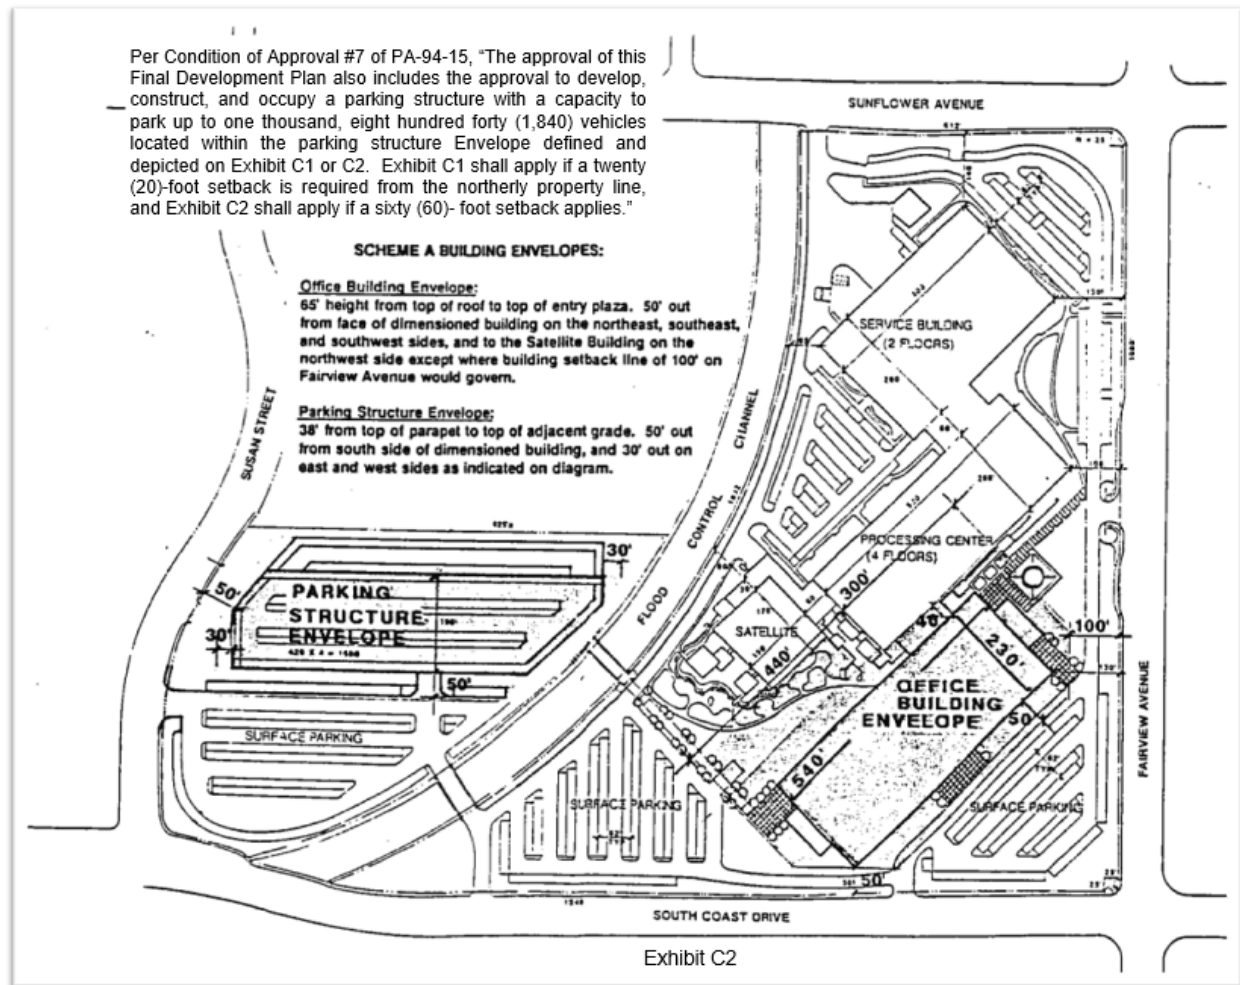 Per Condition of Approval #7 of PA-94-15, “The approval of this
Final Development Plan also includes the approval to develop,
construct, and occupy a parking structure with a capacity to
park up to one thousand, eight hundred forty (1,840) vehicles
located within the parking structure Envelope defined and
depicted on Exhibit C1 or C2. Exhibit C1 shall apply if a twenty
(20)-foot setback is required from the northerly property line,
and Exhibit C2 shall apply if a sixty (60)- foot setback applies.”
SUNFLOWER AVENUE
SCHEME A BUILDING ENVELOPES:
Office Building Envelope:
65' height from top of roof to top of entry plaza. 50' out
from face of dimensioned building on the northeast, southeast,
and southwest sides, and to the Satellite Building on the
northwest side except where building setback line of 100' on
Fairview Avenue would govern.
Parking Structure Envelope:
38' from top of parapet to top of adjacent grade. 50' out
from south side of dimensioned building, and 30' out on
east and west sides as indicated on diagram.
SERVICE BUILDING
(2 FLOORS)
SUSAN STREET
FLOOD CONTROL CHANNEL
PROCESSING CENTER
(4 FLOORS)
30'
50'
PARKING
STRUCTURE
ENVELOPE
30'
50'
300'
SATELLITE
440'
40'
230'
100'
OFFICE
BUILDING
ENVELOPE
50'
540'
FAIRVIEW AVENUE
SURFACE PARKING
SURFACE PARKING
SURFACE PARKING
50'
SOUTH COAST DRIVE
Exhibit C2